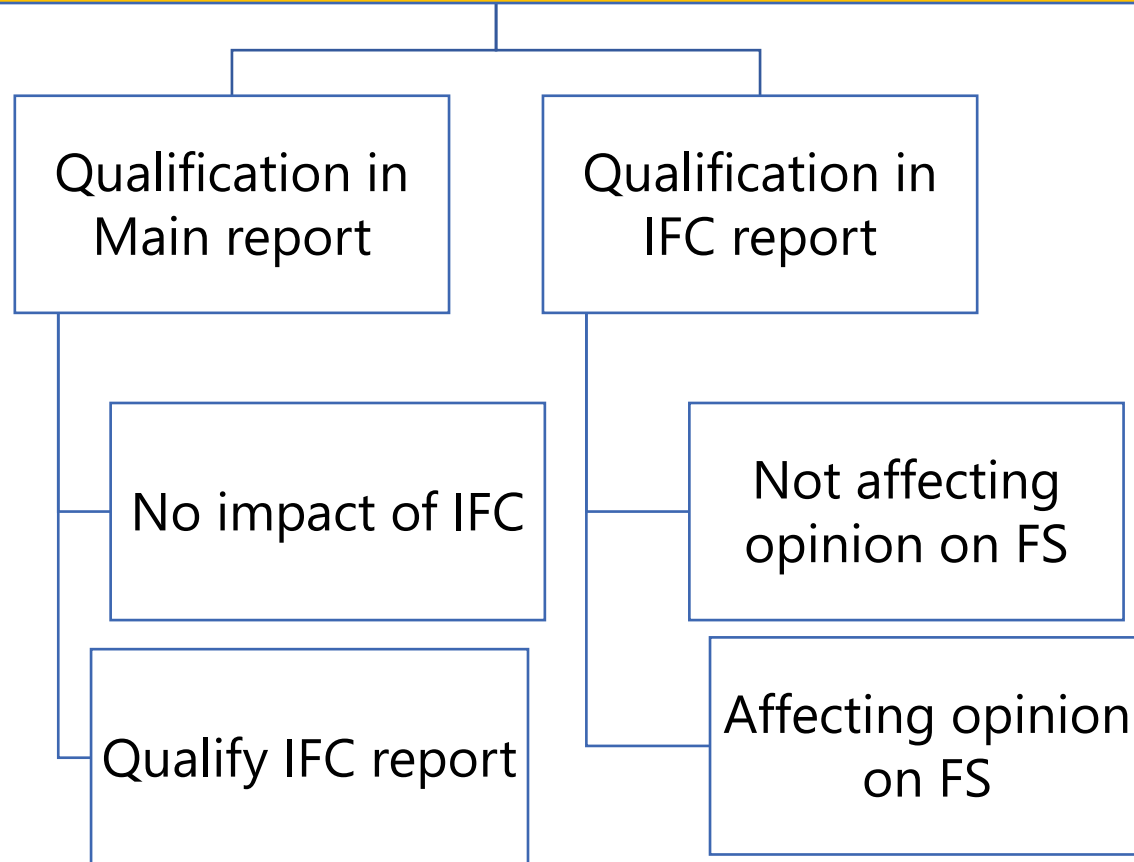 Qualification in
Main report
Qualification in
IFC report
No impact of IFC
Not affecting
opinion on FS
Qualify IFC report
Affecting opinion
on FS